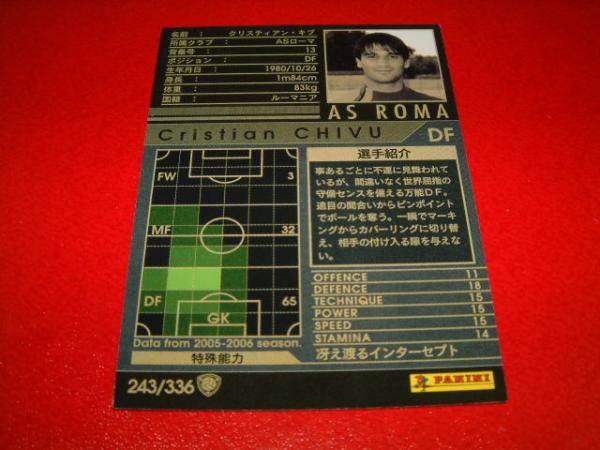 名前 : クリスティアン・キブ
所属クラブ : ASローマ
背番号 : 13
ポジション : DF
生年月日 : 1980/10/26
身長 : 1m84cm
体重 : 83kg
国籍 : ルーマニア
AS ROMA
Cristian CHIVU DF
選手紹介
事あるごとに不運に見舞われて
いるが、間違いなく世界屈指の
守備センスを備える万能DF。
遠目の間合いからピンポイント
でボールを奪う。一瞬でマーキ
ングからカバーリングに切り替
え、相手の付け入る隙を与えな
い。
FW 3
MF 32
DF 65
GK
Data from 2005-2006 season.
OFFENCE 11
DEFENCE 18
TECHNIQUE 15
POWER 15
SPEED 15
STAMINA 14
特殊能力
冴え渡るインターセプト
243/336
PANINI